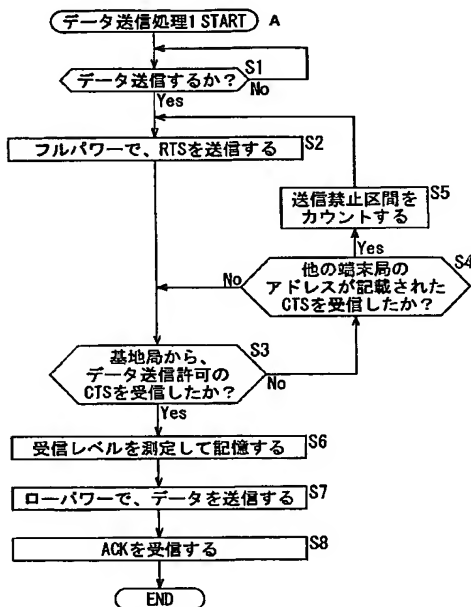 データ送信処理1 START A
データ送信するか？
S1
No
Yes
フルパワーで、RTSを送信する
S2
送信禁止区間を
カウントする
S5
Yes
他の端末局の
アドレスが記載された
CTSを受信したか？
S4
No
基地局から、
データ送信許可の
CTSを受信したか？
S3
No
Yes
受信レベルを測定して記憶する
S6
ローパワーで、データを送信する
S7
ACKを受信する
S8
END